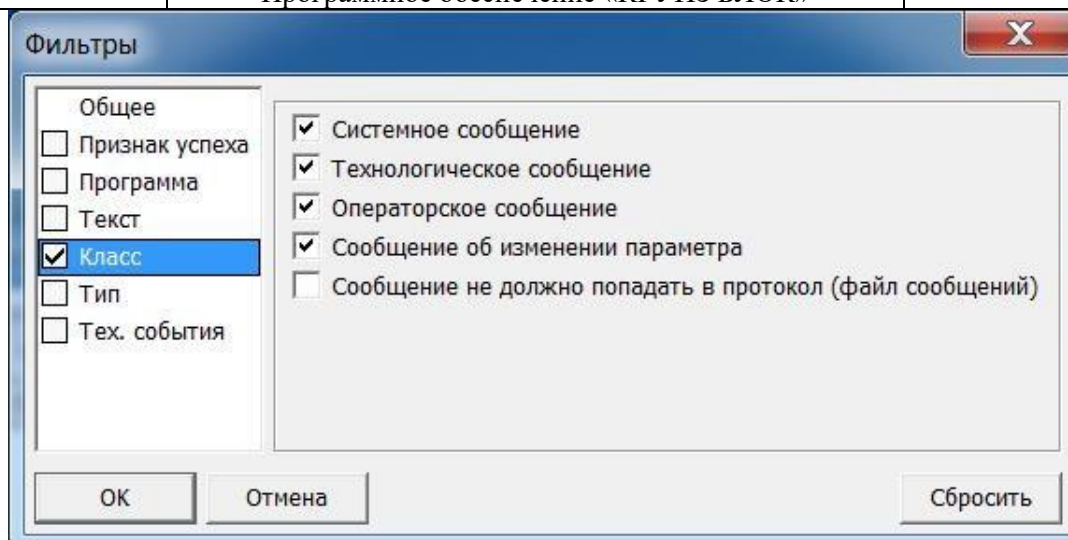 Фильтры
Общее
Признак успеха
Программа
Текст
Класс
Тип
Тех. события
Системное сообщение
Технологическое сообщение
Операторское сообщение
Сообщение об изменении параметра
Сообщение не должно попадать в протокол (файл сообщений)
OK
Отмена
Сбросить